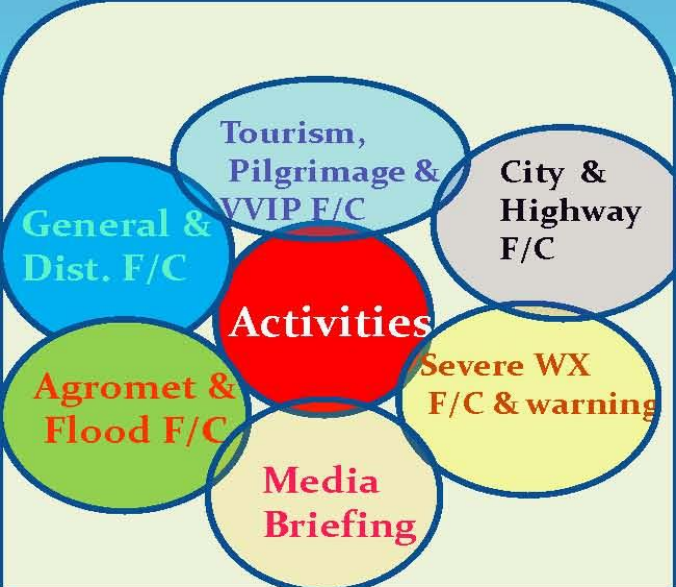 Tourism,
Pilgrimage &
VVIP F/C
City &
Highway
F/C
General &
Dist. F/C
Activities
Severe WX
F/C & warning
Agromet &
Flood F/C
Media
Briefing